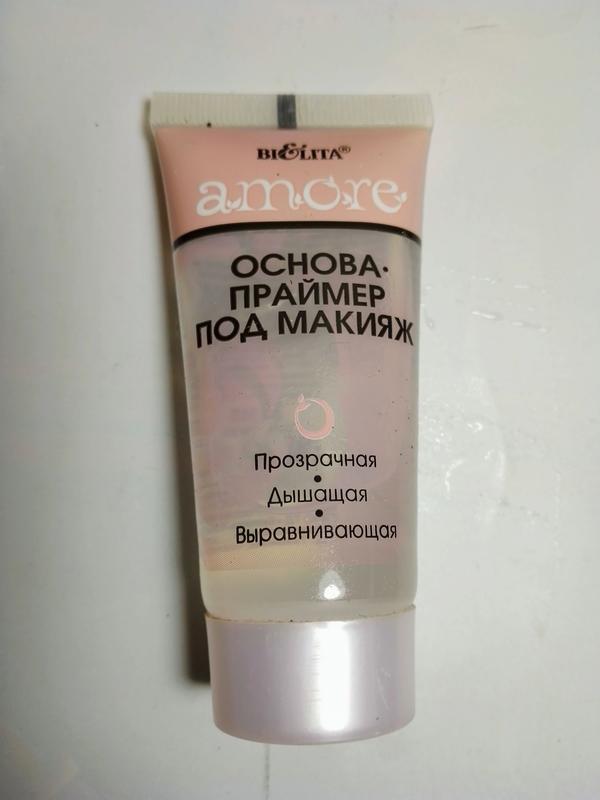 BIELITA®
amore
ОСНОВА-
ПРАЙМЕР
ПОД МАКИЯЖ
Прозрачная
•
Дышащая
•
Выравнивающая